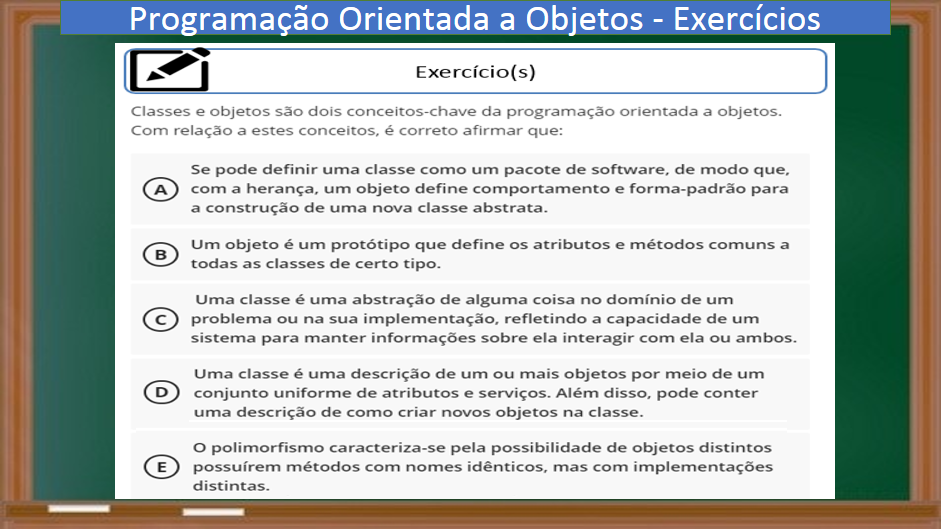 Programação Orientada a Objetos - Exercícios
Exercício(s)
Classes e objetos são dois conceitos-chave da programação orientada a objetos.
Com relação a estes conceitos, é correto afirmar que:
A
Se pode definir uma classe como um pacote de software, de modo que,
com a herança, um objeto define comportamento e forma-padrão para
a construção de uma nova classe abstrata.
B
Um objeto é um protótipo que define os atributos e métodos comuns a
todas as classes de certo tipo.
C
Uma classe é uma abstração de alguma coisa no domínio de um
problema ou na sua implementação, refletindo a capacidade de um
sistema para manter informações sobre ela interagir com ela ou ambos.
D
Uma classe é uma descrição de um ou mais objetos por meio de um
conjunto uniforme de atributos e serviços. Além disso, pode conter
uma descrição de como criar novos objetos na classe.
E
O polimorfismo caracteriza-se pela possibilidade de objetos distintos
possuírem métodos com nomes idênticos, mas com implementações
distintas.